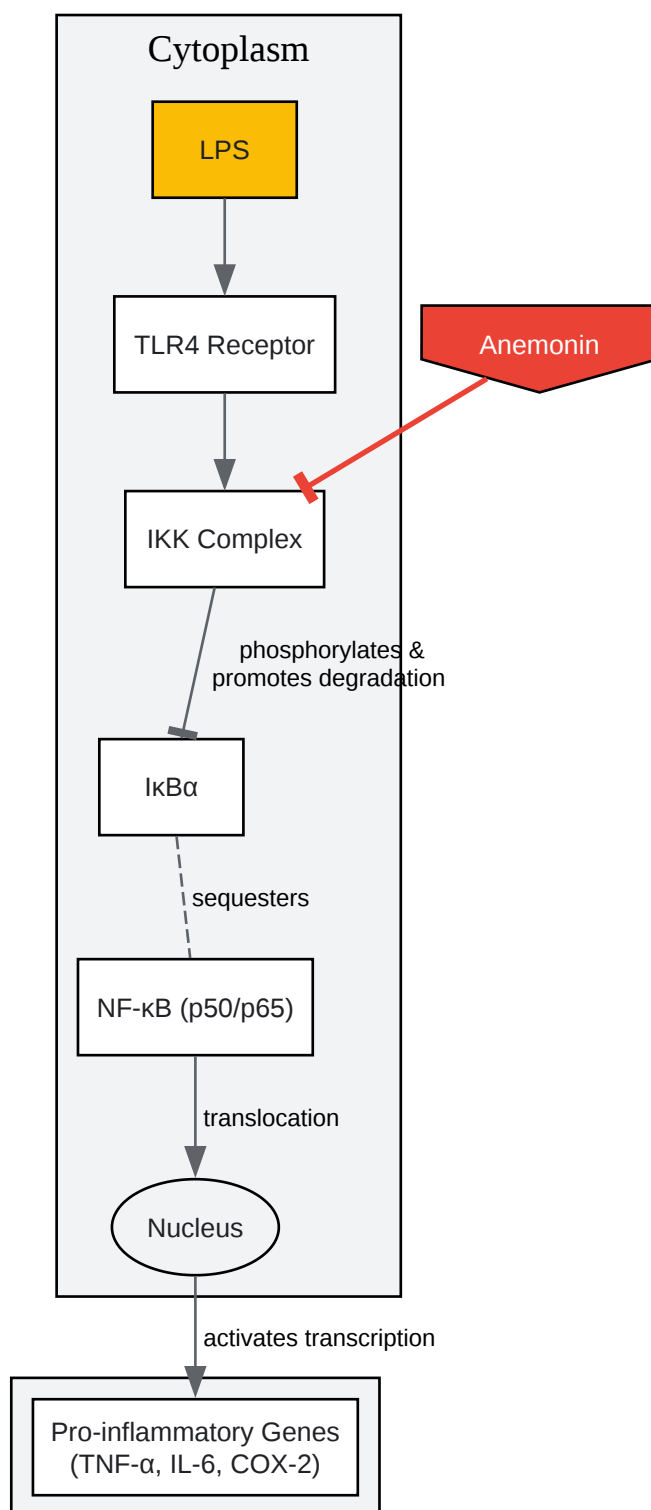 Cytoplasm
LPS
TLR4 Receptor
Anemonin
IKK Complex
phosphorylates &
promotes degradation
IκBα
sequesters
NF-κB (p50/p65)
translocation
Nucleus
activates transcription
Pro-inflammatory Genes
(TNF-α, IL-6, COX-2)